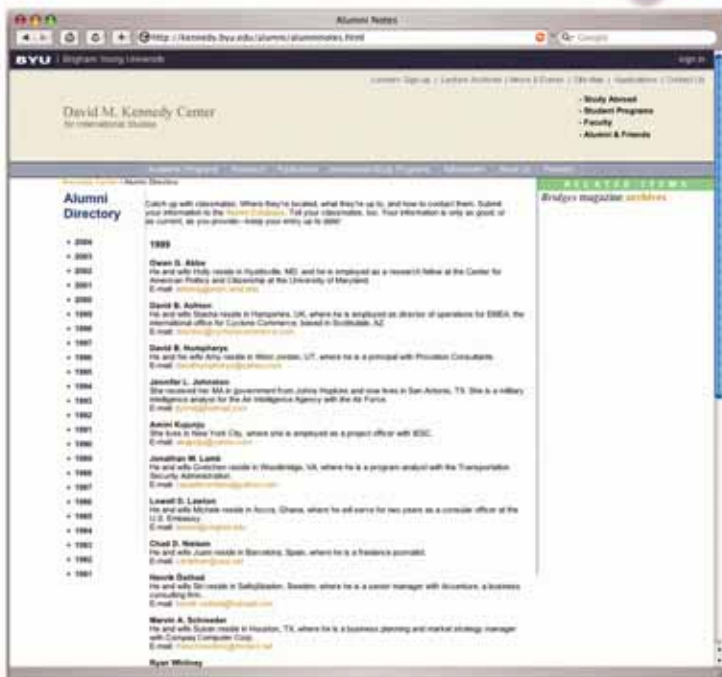 Alumni Notes
http://kennedy.byu.edu/alumni/alumninotes.html
Google
BYU | Brigham Young University
sign in
David M. Kennedy Center
for International Studies
- Study Abroad
- Student Programs
- Faculty
- Alumni & Friends
Alumni Directory
RELATED ITEMS
Bridges magazine archives
Alumni
Directory
Catch up with classmates. Where they're located, what they're up to, and how to contact them. Submit
your information to the Alumni Database. Tell your classmates, too. Your information is only as good, or
as current, as you provide--keep your entry up to date!
• 2004
• 2003
• 2002
• 2001
• 2000
• 1999
• 1998
• 1997
• 1996
• 1995
• 1994
• 1993
• 1992
• 1991
• 1990
• 1989
• 1988
• 1987
• 1986
• 1985
• 1984
• 1983
• 1982
• 1981
1989
Owen G. Abbe
He and wife Holly reside in Hyattsville, MD, and he is employed as a research fellow at the Center for
American Politics and Citizenship at the University of Maryland.
E-mail:
David B. Ashton
He and wife Stacha reside in Hampshire, UK, where he is employed as director of operations for EMEA, the
international office for Cyclone Commerce, based in Scottsdale, AZ.
E-mail:
David B. Humpherys
He and his wife Amy reside in West Jordan, UT, where he is a principal with Providion Consultants.
E-mail:
Jennifer L. Johnston
She received her MA in government from Johns Hopkins and now lives in San Antonio, TX. She is a military
intelligence analyst for the Air Intelligence Agency with the Air Force.
E-mail:
Amini Kajunju
She lives in New York City, where she is employed as a project officer with IESC.
E-mail:
Jonathan W. Lamb
He and wife Gretchen reside in Woodbridge, VA, where he is a program analyst with the Transportation
Security Administration.
E-mail:
Lowell D. Lawton
He and wife Michele reside in Accra, Ghana, where he will serve for two years as a consular officer at the
U.S. Embassy.
E-mail:
Chad D. Nielsen
He and wife Juani reside in Barcelona, Spain, where he is a freelance journalist.
E-mail:
Henrik
He and wife Siri reside in Saltsjöbaden, Sweden, where he is a senior manager with Accenture, a business
consulting firm.
E-mail:
Marvin A. Schroeder
He and wife Susan reside in Houston, TX, where he is a business planning and market strategy manager
with Compaq Computer Corp.
E-mail:
Ryan Whitney